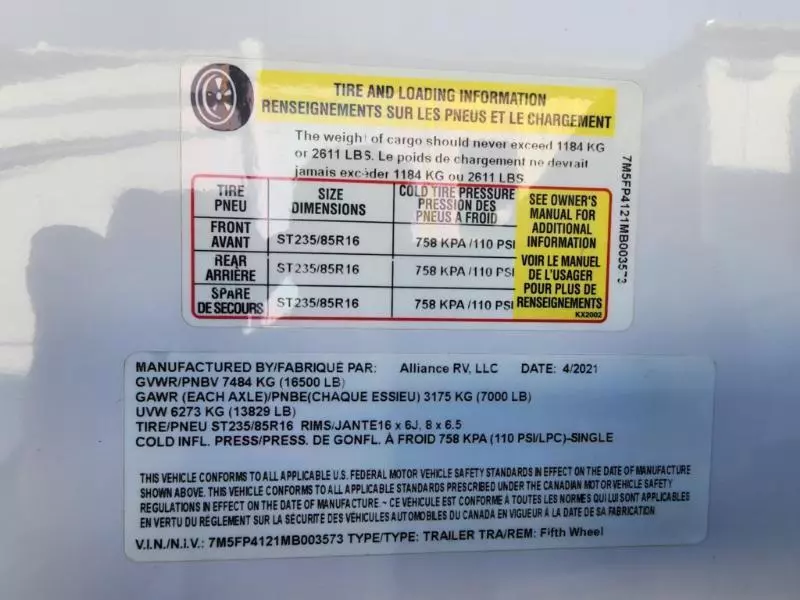 TIRE AND LOADING INFORMATION
RENSEIGNEMENTS SUR LES PNEUS ET LE CHARGEMENT
The weight of cargo should never exceed 1184 KG
or 2611 LBS. Le poids de chargement ne devrait
jamais excéder 1184 KG ou 2611 LBS.
TIRE PNEU SIZE DIMENSIONS COLD TIRE PRESSURE PRESSION DES PNEUS À FROID
FRONT AVANT ST235/85R16 758 KPA /110 PSI
REAR ARRIÈRE ST235/85R16 758 KPA /110 PSI
SPARE DE SECOURS ST235/85R16 758 KPA /110 PSI
SEE OWNER'S
MANUAL FOR
ADDITIONAL
INFORMATION
VOIR LE MANUEL
DE L'USAGER
POUR PLUS DE
RENSEIGNEMENTS
KX2002
7M5FP4121MB003573
MANUFACTURED BY/FABRIQUÉ PAR: Alliance RV, LLC DATE: 4/2021
GVWR/PNBV 7484 KG (16500 LB)
GAWR (EACH AXLE)/PNBE(CHAQUE ESSIEU) 3175 KG (7000 LB)
UVW 6273 KG (13829 LB)
TIRE/PNEU ST235/85R16 RIMS/JANTE16 x 6J, 8 x 6.5
COLD INFL. PRESS/PRESS. DE GONFL. À FROID 758 KPA (110 PSI/LPC)-SINGLE
THIS VEHICLE CONFORMS TO ALL APPLICABLE U.S. FEDERAL MOTOR VEHICLE SAFETY STANDARDS IN EFFECT ON THE DATE OF MANUFACTURE
SHOWN ABOVE. THIS VEHICLE CONFORMS TO ALL APPLICABLE STANDARDS PRESCRIBED UNDER THE CANADIAN MOTOR VEHICLE SAFETY
REGULATIONS IN EFFECT ON THE DATE OF MANUFACTURE. - CE VÉHICULE EST CONFORME À TOUTES LES NORMES QUI LUI SONT APPLICABLES
EN VERTU DU RÈGLEMENT SUR LA SÉCURITÉ DES VÉHICULES AUTOMOBILES DU CANADA EN VIGUEUR À LA DATE DE SA FABRICATION
V.I.N./N.I.V.: 7M5FP4121MB003573 TYPE/TYPE: TRAILER TRA/REM: Fifth Wheel